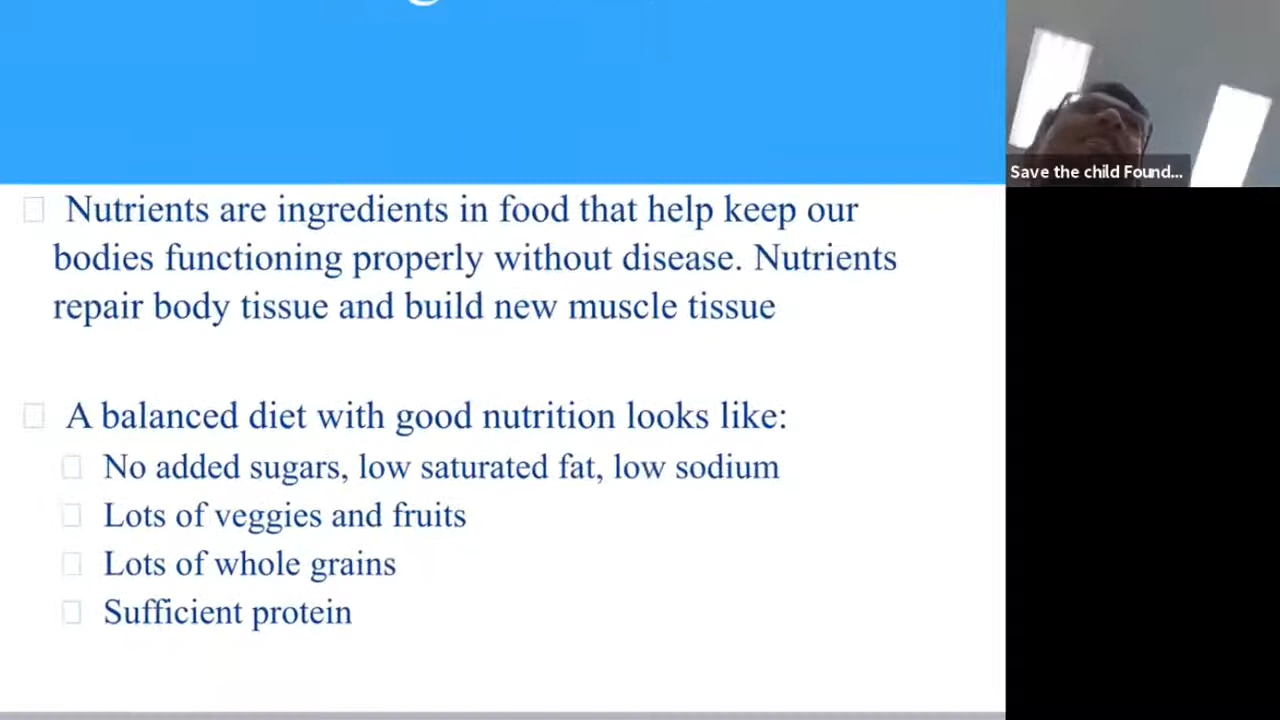 Nutrients are ingredients in food that help keep our
bodies functioning properly without disease. Nutrients
repair body tissue and build new muscle tissue
A balanced diet with good nutrition looks like:
No added sugars, low saturated fat, low sodium
Lots of veggies and fruits
Lots of whole grains
Sufficient protein
Save the child Found...